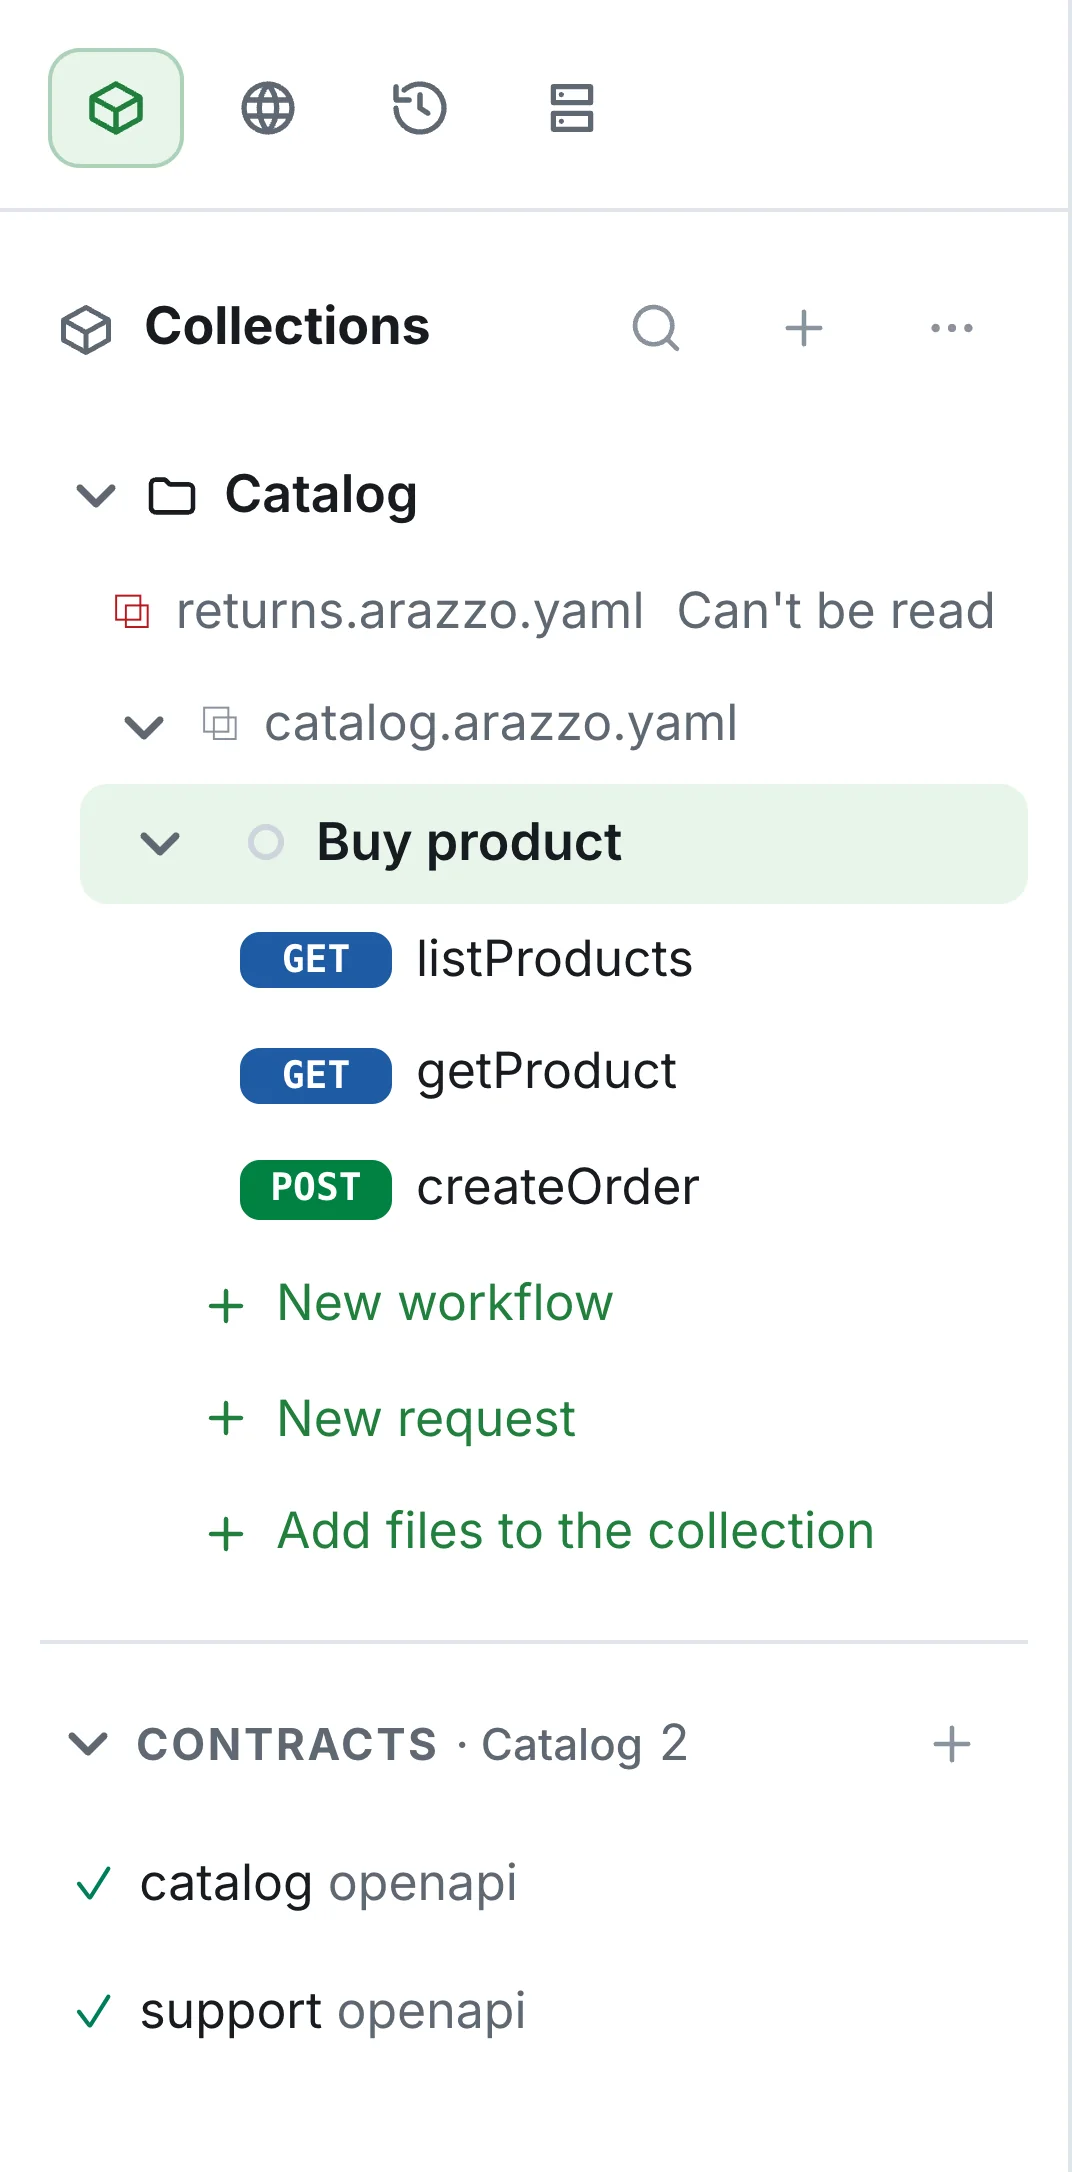 Collections
Catalog
returns.arazzo.yaml Can't be read
catalog.arazzo.yaml
Buy product
GET listProducts
GET getProduct
POST createOrder
+ New workflow
+ New request
+ Add files to the collection
CONTRACTS · Catalog 2
catalog openapi
support openapi